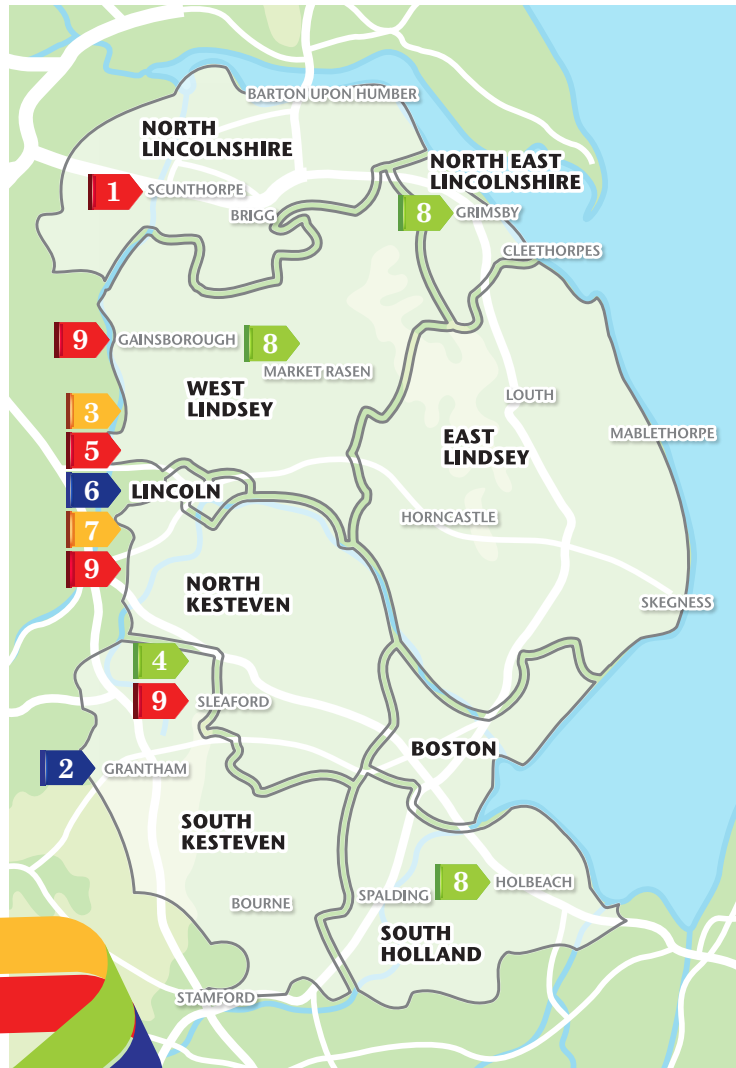 BARTON UPON HUMBER
NORTH
LINCOLNSHIRE
NORTH EAST
LINCOLNSHIRE
1
SCUNTHORPE
BRIGG
8
GRIMSBY
CLEETHORPES
9
GAINSBOROUGH
8
MARKET RASEN
WEST
LINDSEY
3
LOUTH
5
EAST
LINDSEY
MABLETHORPE
6
LINCOLN
7
HORNCASTLE
9
NORTH
KESTEVEN
SKEGNESS
4
9
SLEAFORD
BOSTON
2
GRANTHAM
SOUTH
KESTEVEN
8
HOLBEACH
BOURNE
SPALDING
SOUTH
HOLLAND
STAMFORD